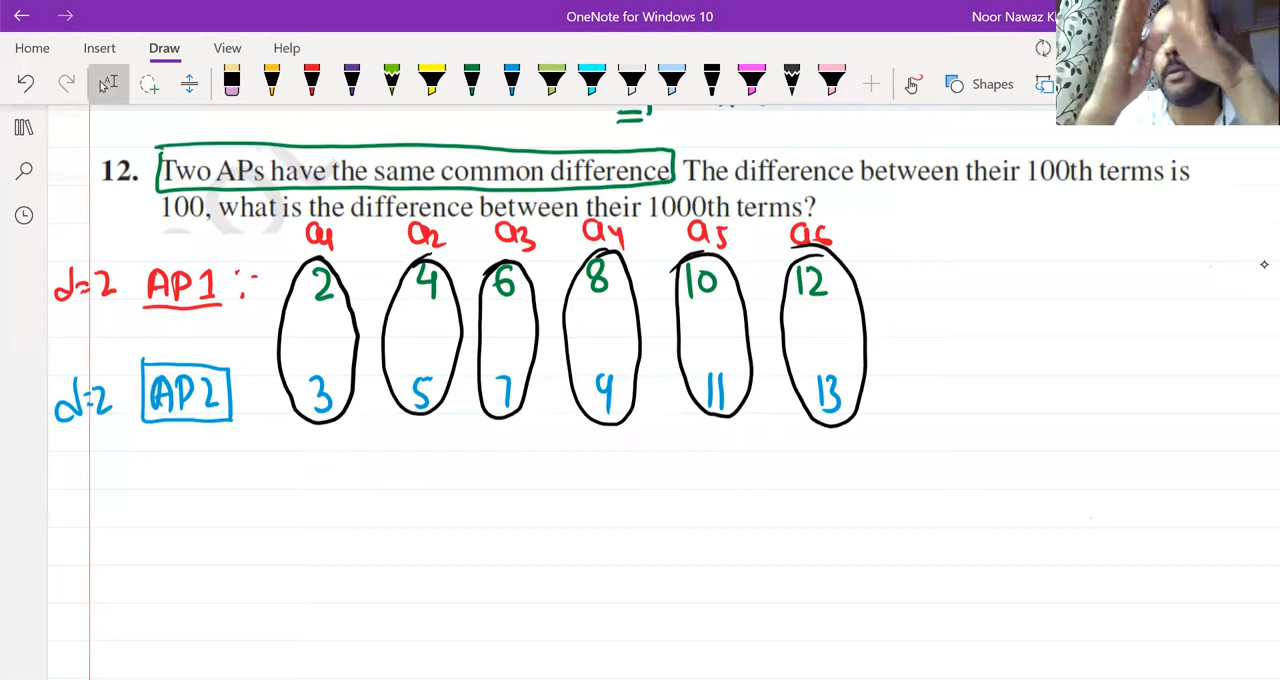 OneNote for Windows 10
Noor Nawaz K
Home Insert Draw View Help
Shapes
12. Two APs have the same common difference. The difference between their 100th terms is
100, what is the difference between their 1000th terms?
a1 a2 a3 a4 a5 a6
d=2 AP1 : 2 4 6 8 10 12
d=2 AP2 3 5 7 9 11 13